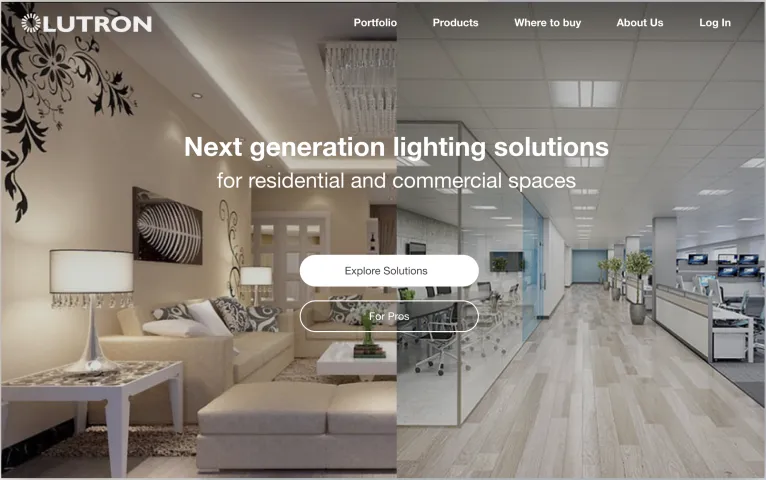 LUTRON
Portfolio Products Where to buy About Us Log In
Next generation lighting solutions
for residential and commercial spaces
Explore Solutions
For Pros